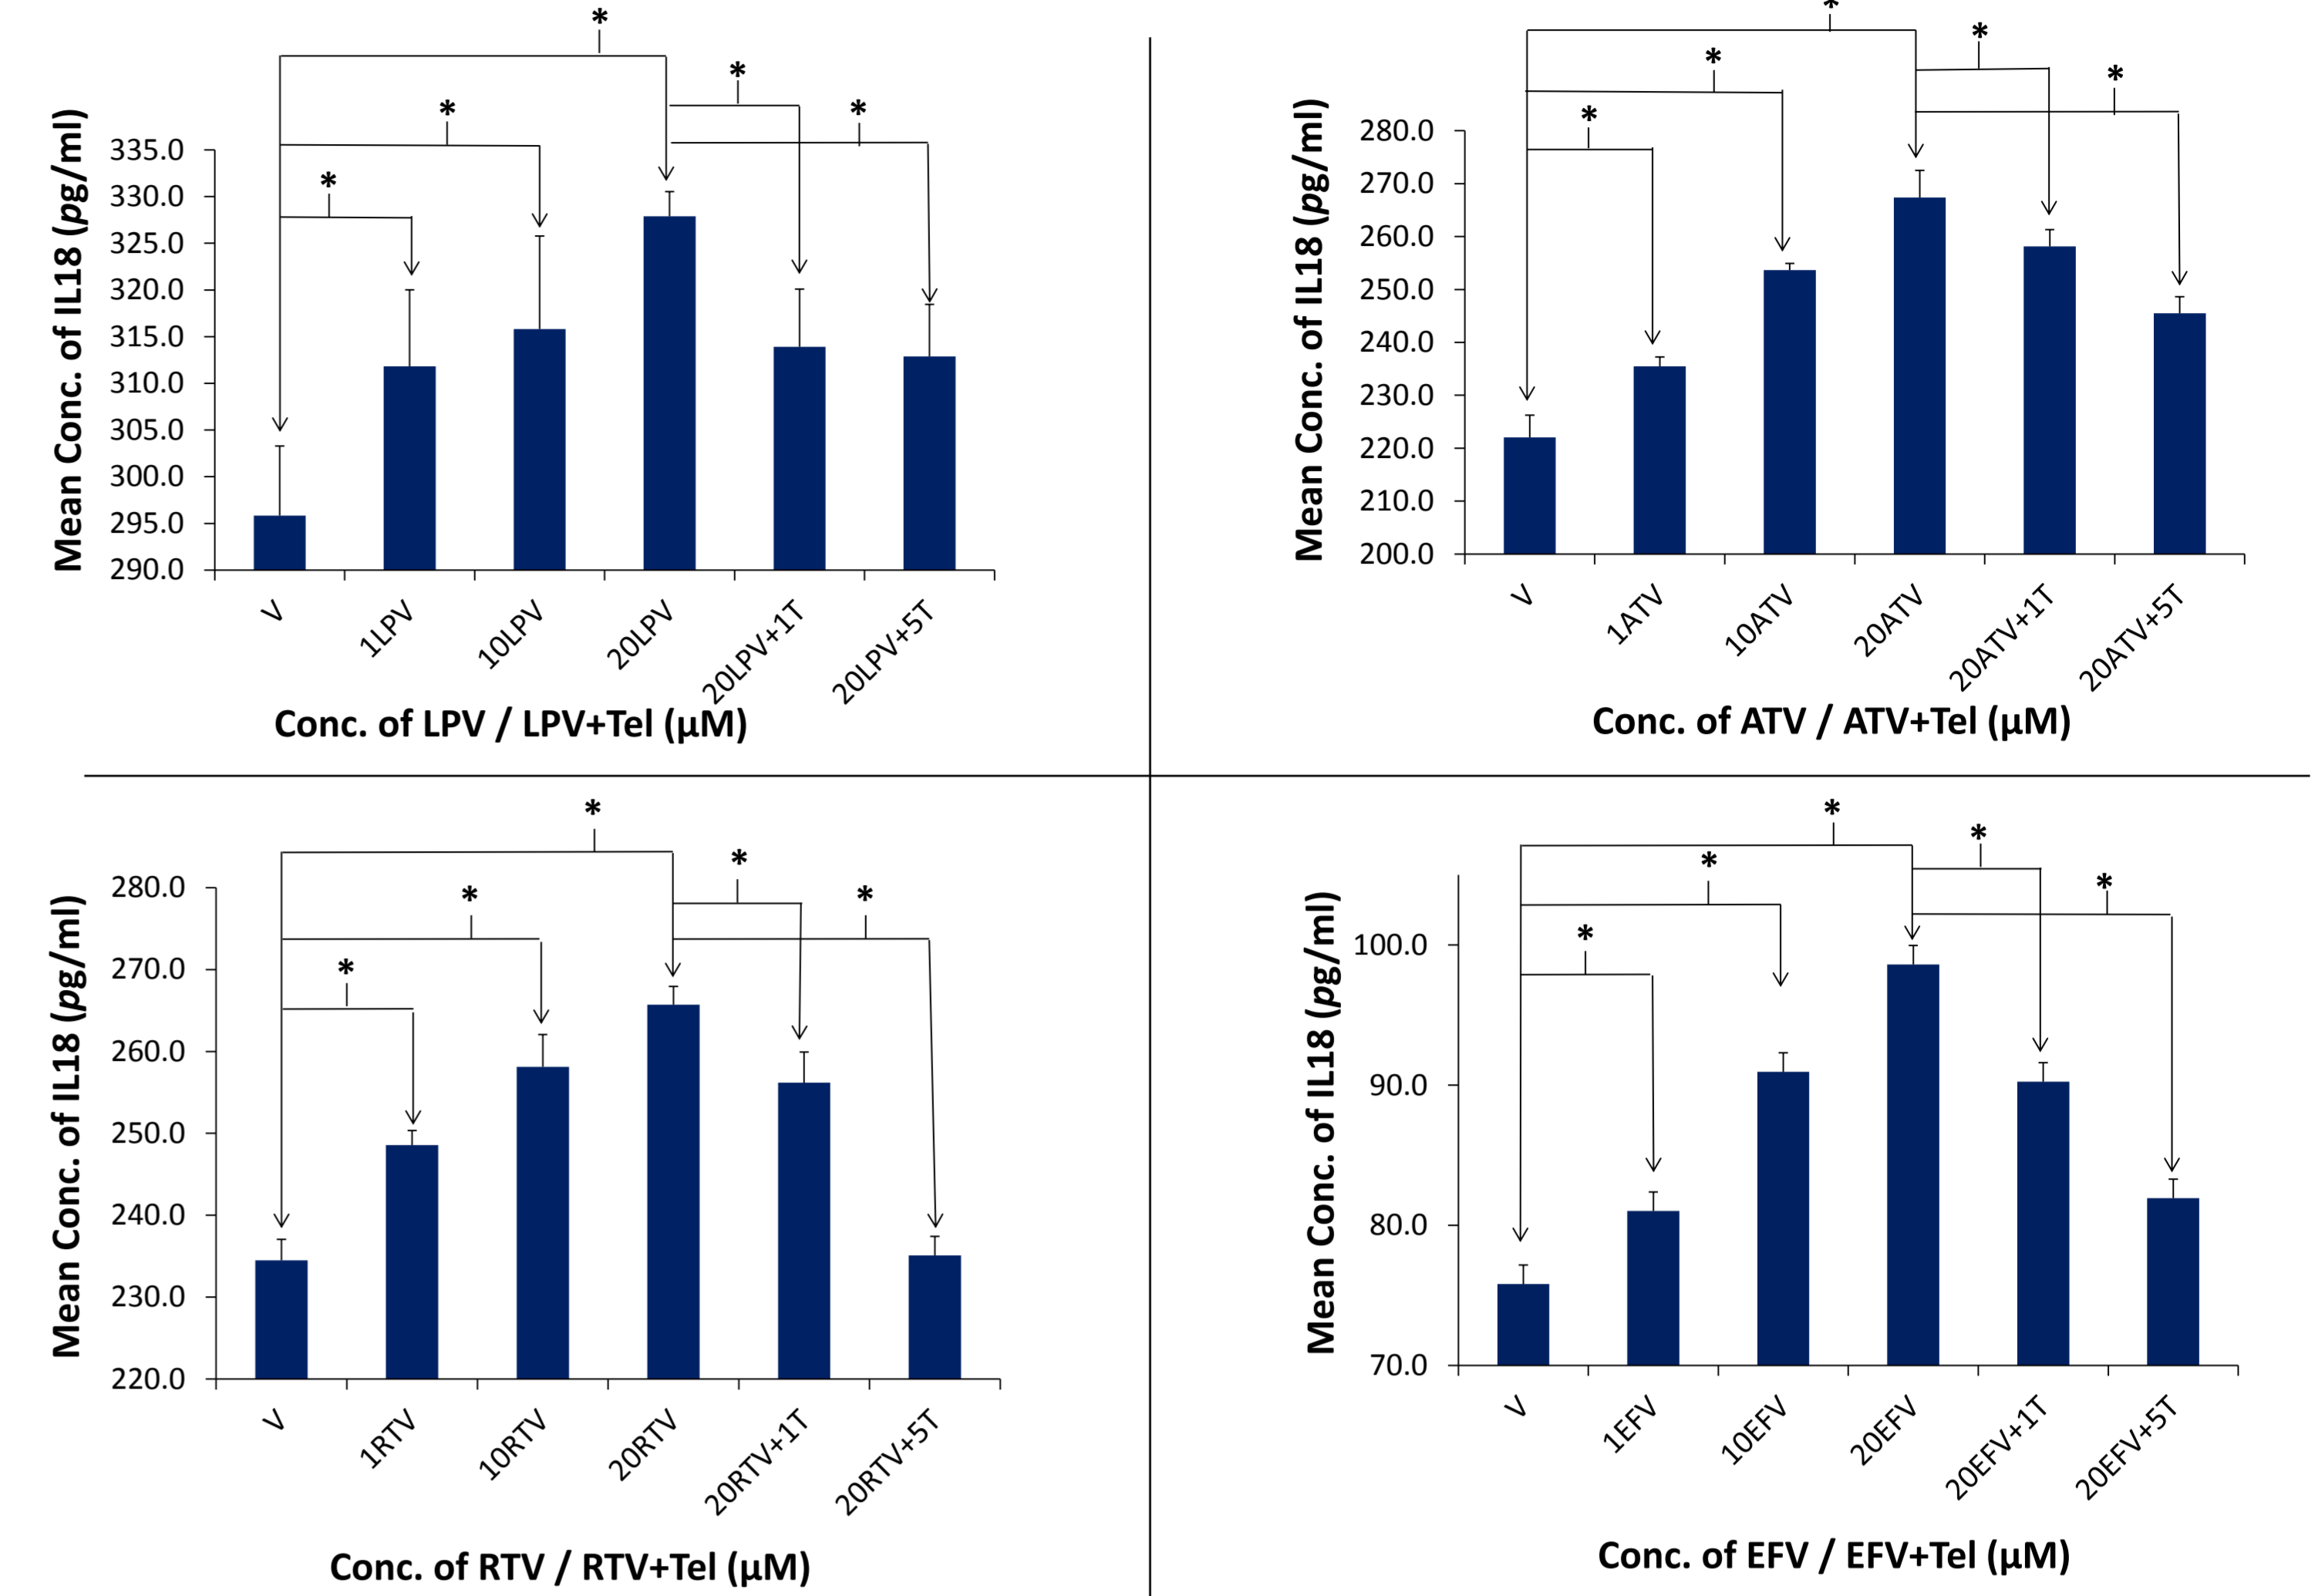 *
*
*
*
*
Mean Conc. of IL18 (pg/ml)
335.0
330.0
325.0
320.0
315.0
310.0
305.0
300.0
295.0
290.0
V
1LPV
10LPV
20LPV
20LPV+1T
20LPV+5T
Conc. of LPV / LPV+Tel (µM)
*
*
*
*
*
Mean Conc. of IL18 (pg/ml)
280.0
270.0
260.0
250.0
240.0
230.0
220.0
210.0
200.0
V
1ATV
10ATV
20ATV
20ATV+1T
20ATV+5T
Conc. of ATV / ATV+Tel (µM)
*
*
*
*
*
Mean Conc. of IL18 (pg/ml)
280.0
270.0
260.0
250.0
240.0
230.0
220.0
V
1RTV
10RTV
20RTV
20RTV+1T
20RTV+5T
Conc. of RTV / RTV+Tel (µM)
*
*
*
*
*
Mean Conc. of IL18 (pg/ml)
100.0
90.0
80.0
70.0
V
1EFV
10EFV
20EFV
20EFV+1T
20EFV+5T
Conc. of EFV / EFV+Tel (µM)